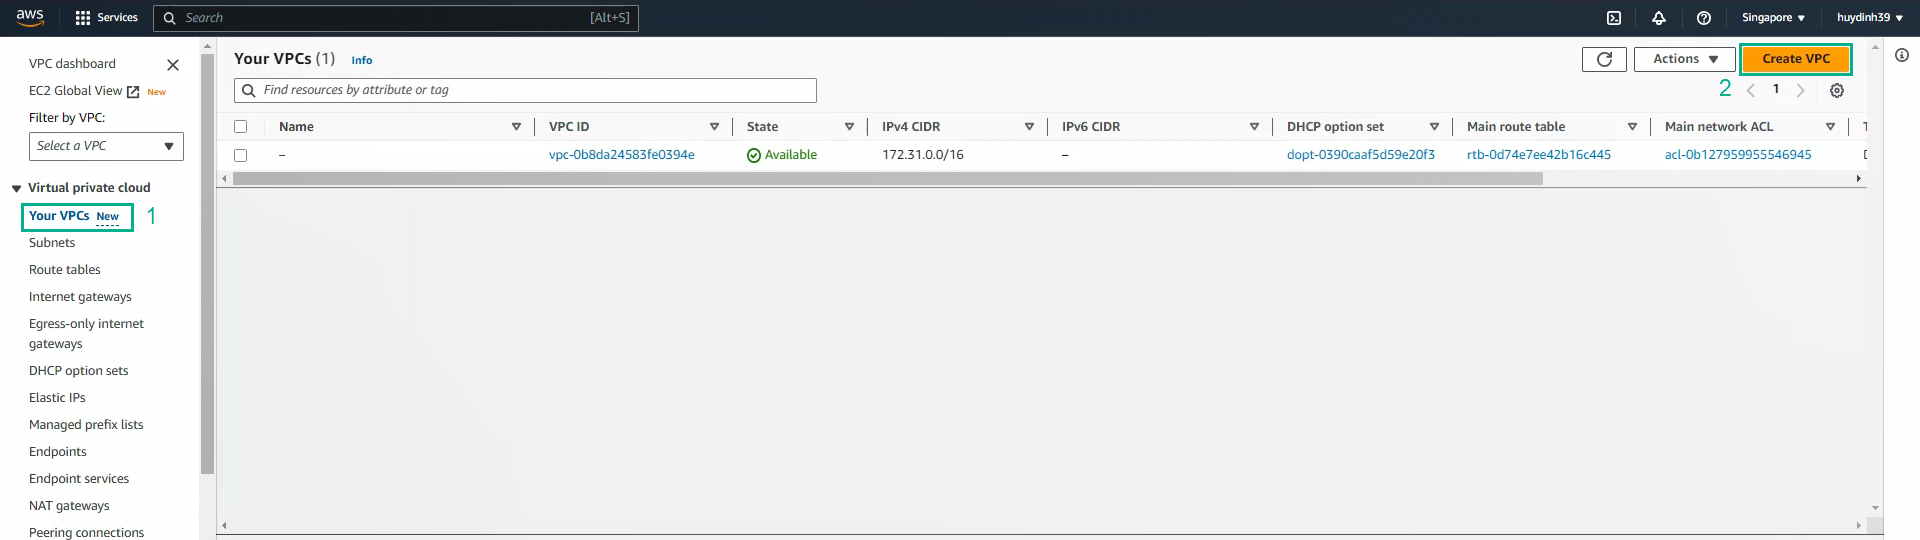 aws Services Search [Alt+S] Singapore huydinh39
VPC dashboard
EC2 Global View New
Filter by VPC:
Select a VPC
Virtual private cloud
Your VPCs New 1
Subnets
Route tables
Internet gateways
Egress-only internet
gateways
DHCP option sets
Elastic IPs
Managed prefix lists
Endpoints
Endpoint services
NAT gateways
Peering connections
Your VPCs (1) Info Actions Create VPC
Find resources by attribute or tag 2 1
Name VPC ID State IPv4 CIDR IPv6 CIDR DHCP option set Main route table Main network ACL
– vpc-0b8da24583fe0394e Available 172.31.0.0/16 – dopt-0390caaf5d59e20f3 rtb-0d74e7ee42b16c445 acl-0b127959955546945